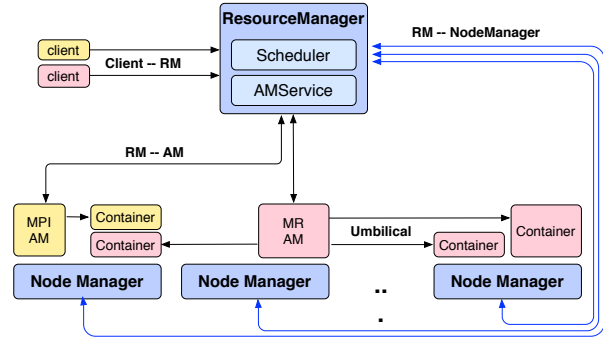 ResourceManager
RM -- NodeManager
client
Scheduler
Client -- RM
client
AMService
RM -- AM
MPI
AM
Container
Container
MR
AM
Umbilical
Container
Container
Node Manager
Node Manager
..
.
Node Manager